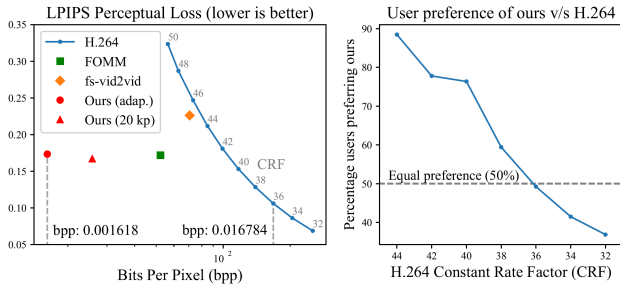 LPIPS Perceptual Loss (lower is better)
0.35
0.30
0.25
0.20
0.15
0.10
0.05
H.264
FOMM
fs-vid2vid
Ours (adap.)
Ours (20 kp)
50
48
46
44
42
40
38
36
34
32
CRF
bpp: 0.001618
bpp: 0.016784
10⁻²
Bits Per Pixel (bpp)
User preference of ours v/s H.264
Percentage users preferring ours
90
80
70
60
50
40
Equal preference (50%)
44 42 40 38 36 34 32
H.264 Constant Rate Factor (CRF)